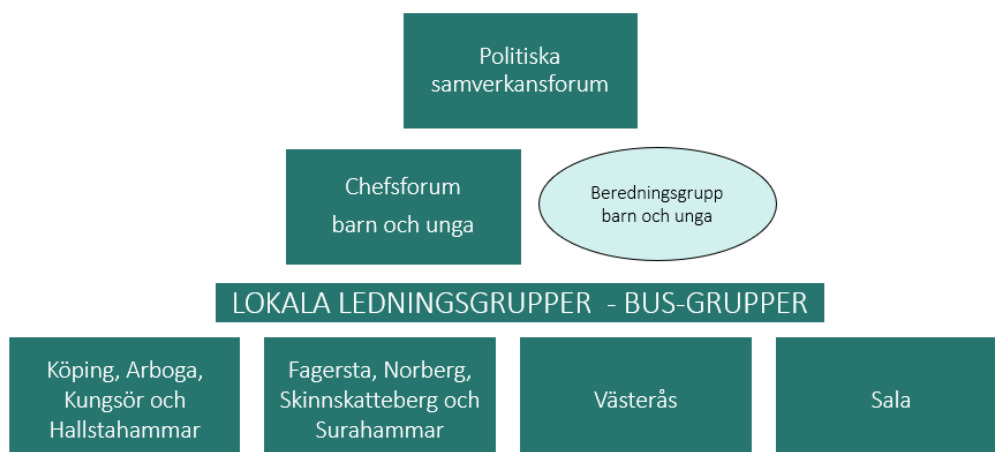 Politiska
samverkansforum
Chefsforum
barn och unga
Beredningsgrupp
barn och unga
LOKALA LEDNINGSGRUPPER - BUS-GRUPPER
Köping, Arboga,
Kungsör och
Hallstahammar
Fagersta, Norberg,
Skinnskatteberg och
Surahammar
Västerås
Sala